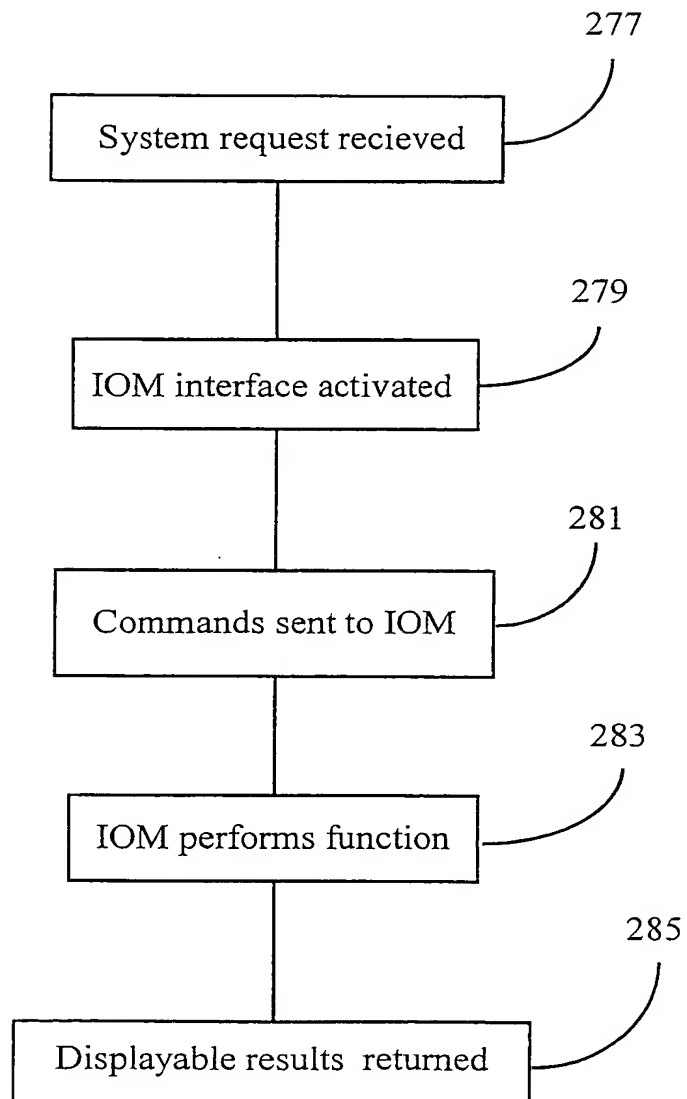 277
System request recieved
279
IOM interface activated
281
Commands sent to IOM
283
IOM performs function
285
Displayable results returned